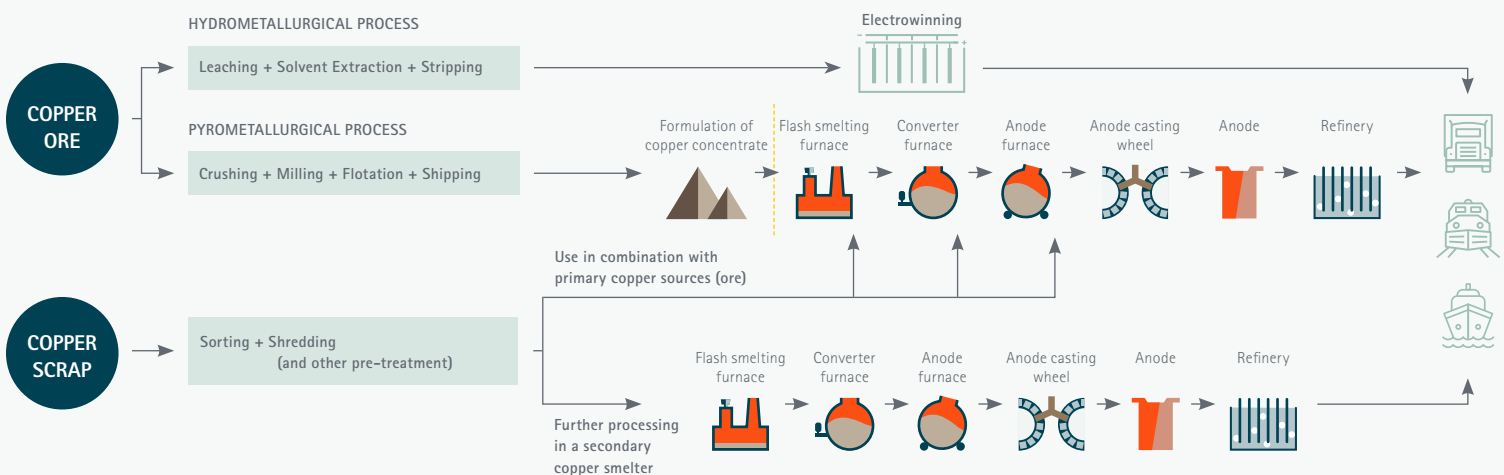 HYDROMETALLURGICAL PROCESS
Leaching + Solvent Extraction + Stripping
Electrowinning
–
+
COPPER
ORE
PYROMETALLURGICAL PROCESS
Crushing + Milling + Flotation + Shipping
Formulation of
copper concentrate
Flash smelting
furnace
Converter
furnace
Anode
furnace
Anode casting
wheel
Anode
Refinery
Use in combination with
primary copper sources (ore)
COPPER
SCRAP
Sorting + Shredding
(and other pre-treatment)
Further processing
in a secondary
copper smelter
Flash smelting
furnace
Converter
furnace
Anode
furnace
Anode casting
wheel
Anode
Refinery